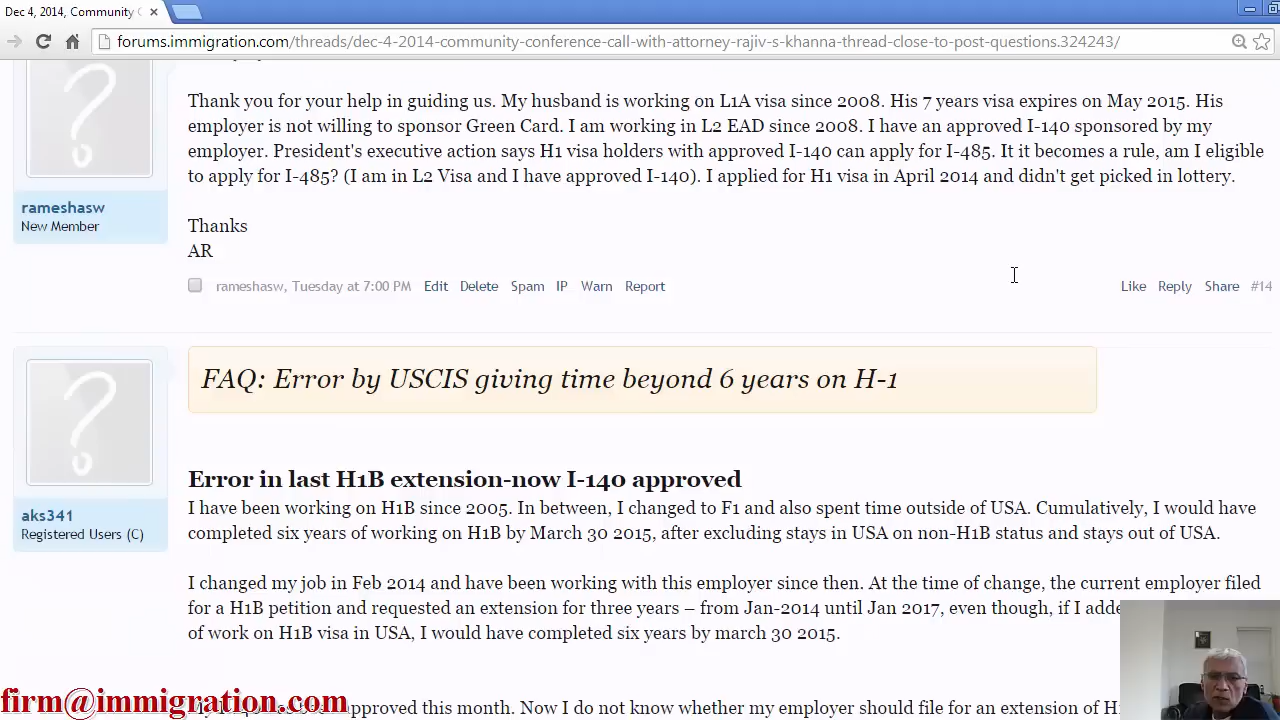 Dec 4, 2014, Community C
forums.immigration.com/threads/dec-4-2014-community-conference-call-with-attorney-rajiv-s-khanna-thread-close-to-post-questions.324243/
Thank you for your help in guiding us. My husband is working on L1A visa since 2008. His 7 years visa expires on May 2015. His
employer is not willing to sponsor Green Card. I am working in L2 EAD since 2008. I have an approved I-140 sponsored by my
employer. President's executive action says H1 visa holders with approved I-140 can apply for I-485. It it becomes a rule, am I eligible
to apply for I-485? (I am in L2 Visa and I have approved I-140). I applied for H1 visa in April 2014 and didn't get picked in lottery.
rameshasw
New Member
Thanks
AR
rameshasw, Tuesday at 7:00 PM Edit Delete Spam IP Warn Report Like Reply Share #14
FAQ: Error by USCIS giving time beyond 6 years on H-1
Error in last H1B extension-now I-140 approved
aks341
Registered Users (C)
I have been working on H1B since 2005. In between, I changed to F1 and also spent time outside of USA. Cumulatively, I would have
completed six years of working on H1B by March 30 2015, after excluding stays in USA on non-H1B status and stays out of USA.
I changed my job in Feb 2014 and have been working with this employer since then. At the time of change, the current employer filed
for a H1B petition and requested an extension for three years – from Jan-2014 until Jan 2017, even though, if I adde
of work on H1B visa in USA, I would have completed six years by march 30 2015.
approved this month. Now I do not know whether my employer should file for an extension of H
firm@immigration.com